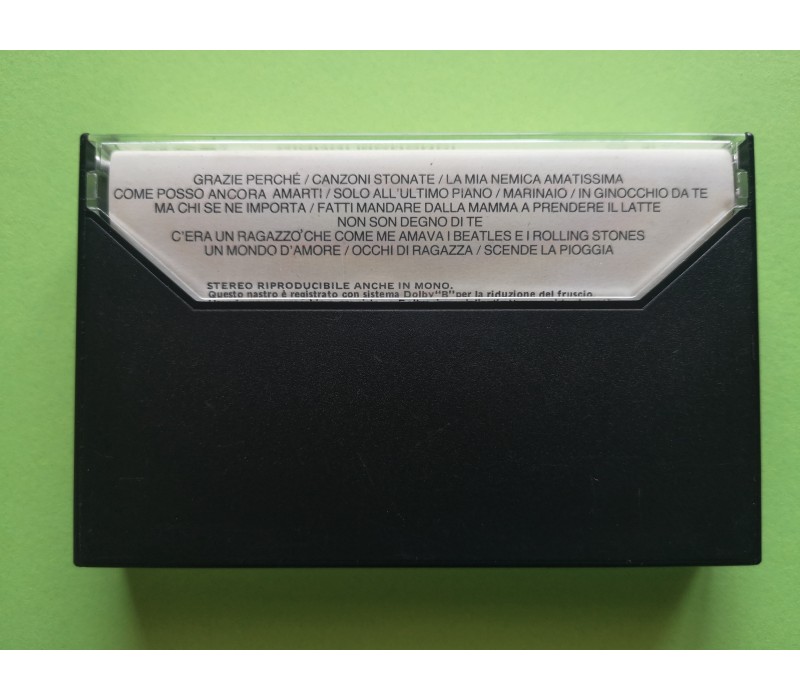 GRAZIE PERCHÉ / CANZONI STONATE / LA MIA NEMICA AMATISSIMA
COME POSSO ANCORA AMARTI / SOLO ALL'ULTIMO PIANO / MARINAIO / IN GINOCCHIO DA TE
MA CHI SE NE IMPORTA / FATTI MANDARE DALLA MAMMA A PRENDERE IL LATTE
NON SON DEGNO DI TE
C'ERA UN RAGAZZO CHE COME ME AMAVA I BEATLES E I ROLLING STONES
UN MONDO D'AMORE / OCCHI DI RAGAZZA / SCENDE LA PIOGGIA
STEREO RIPRODUCIBILE ANCHE IN MONO.
Questo nastro è registrato con sistema Dolby "B" per la riduzione del fruscio.